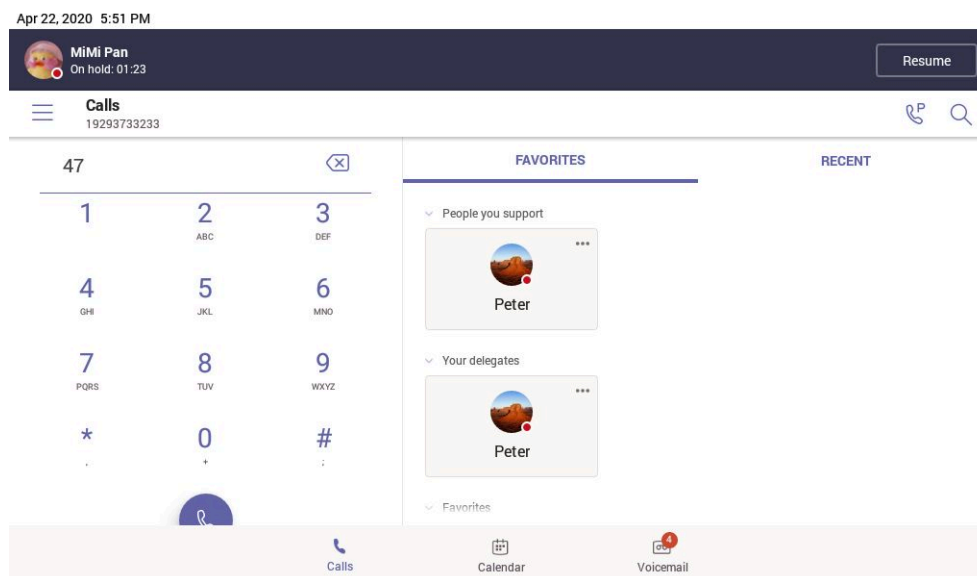 Apr 22, 2020 5:51 PM
MiMi Pan
On hold: 01:23
Resume
Calls
19293733233
P
47
FAVORITES
RECENT
1
2
ABC
3
DEF
4
GHI
5
JKL
6
MNO
7
PQRS
8
TUV
9
WXYZ
*
,
0
+
#
;
People you support
Peter
Your delegates
Peter
Favorites
Calls
Calendar
4
Voicemail